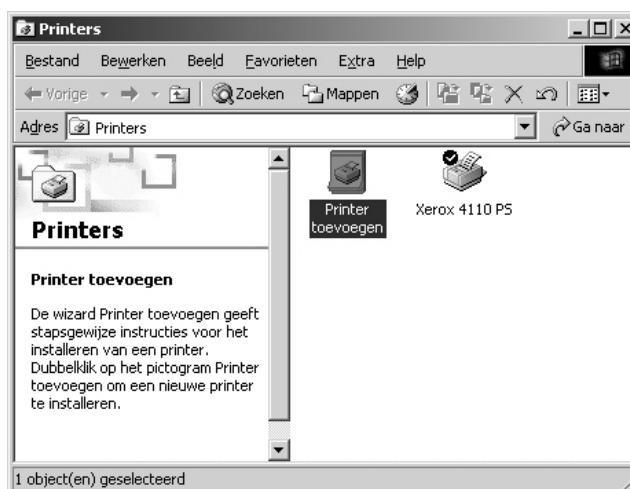 Printers
Bestand Bewerken Beeld Favorieten Extra Help
Vorige Zoeken Mappen
Adres Printers Ga naar
Printers
Printer toevoegen
De wizard Printer toevoegen geeft
stapsgewijze instructies voor het
installeren van een printer.
Dubbelklik op het pictogram Printer
toevoegen om een nieuwe printer
te installeren.
Printer
toevoegen
Xerox 4110 PS
1 object(en) geselecteerd